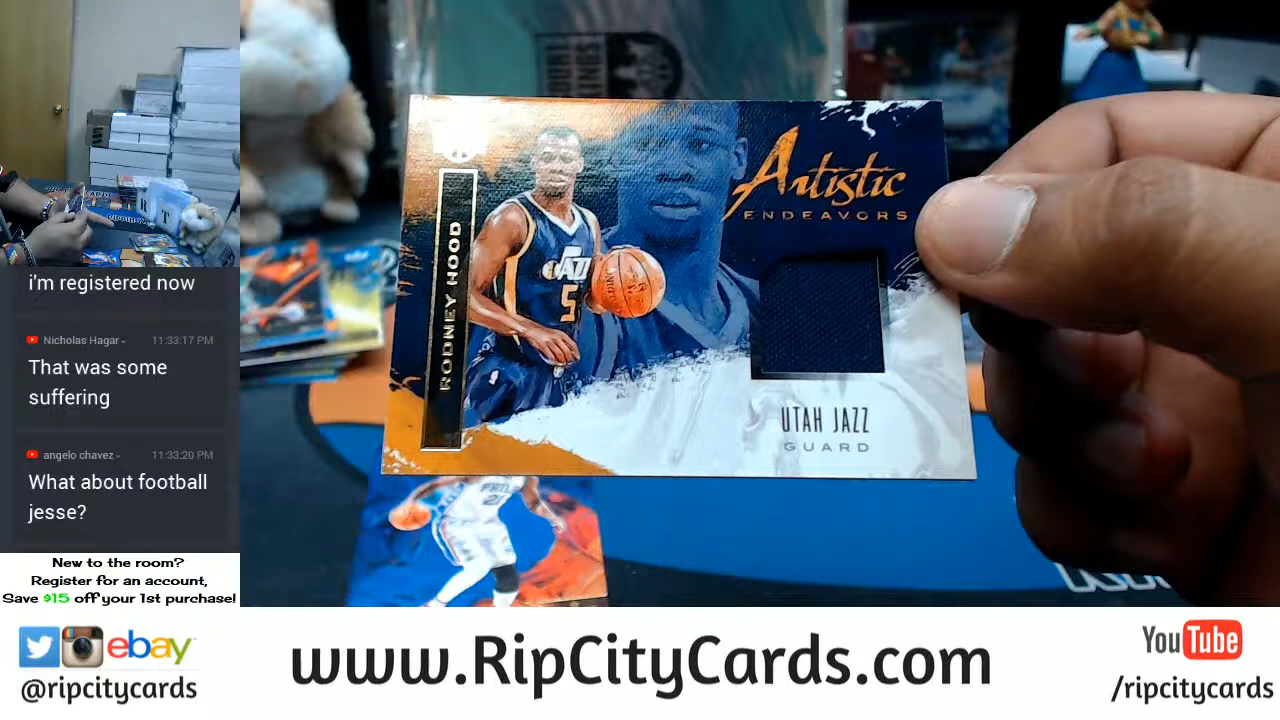 i'm registered now
Nicholas Hagar
11:33:17 PM
That was some
suffering
angelo chavez
11:33:20 PM
What about football
jesse?
New to the room?
Register for an account,
Save $15 off your 1st purchase!
RODNEY HOOD
JAZZ
5
Artistic
ENDEAVORS
UTAH JAZZ
GUARD
ebay
@ripcitycards
www.RipCityCards.com
YouTube
/ripcitycards